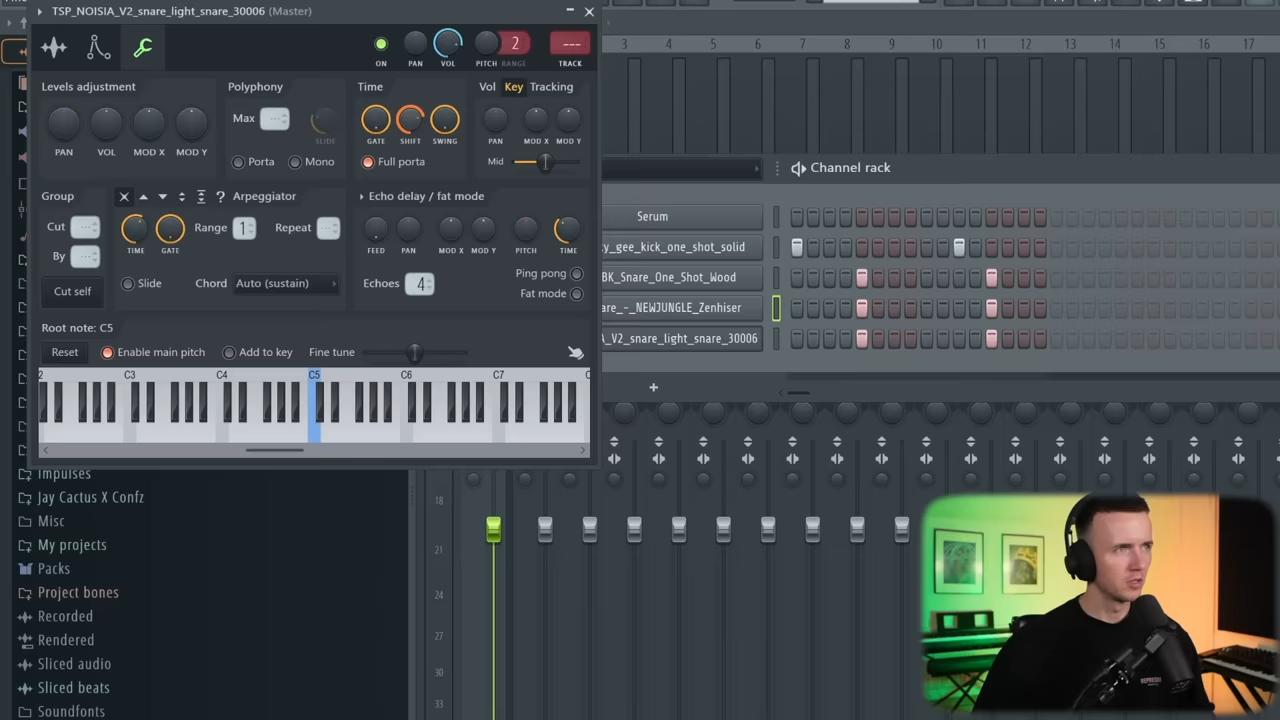 TSP_NOISIA_V2_snare_light_snare_30006 (Master)
2
---
ON
PAN
VOL
PITCH
RANGE
TRACK
Levels adjustment
Polyphony
Time
Vol
Key
Tracking
Max
---
SLIDE
GATE
SHIFT
SWING
PAN
MOD X
MOD Y
PAN
VOL
MOD X
MOD Y
Porta
Mono
Full porta
Mid
Group
?
Arpeggiator
Echo delay / fat mode
Cut
---
By
---
Range
1
Repeat
---
TIME
GATE
FEED
PAN
MOD X
MOD Y
PITCH
TIME
Cut self
Slide
Chord
Auto (sustain)
Echoes
4
Ping pong
Fat mode
Root note: C5
Reset
Enable main pitch
Add to key
Fine tune
2
C3
C4
C5
C6
C7
C
3
4
5
6
7
8
9
10
11
12
13
14
15
16
17
Channel rack
Serum
y_gee_kick_one_shot_solid
BK_Snare_One_Shot_Wood
are_-_NEWJUNGLE_Zenhiser
A_V2_snare_light_snare_30006
+
Impulses
Jay Cactus X Confz
Misc
My projects
Packs
Project bones
Recorded
Rendered
Sliced audio
Sliced beats
Soundfonts
18
21
24
27
30
33